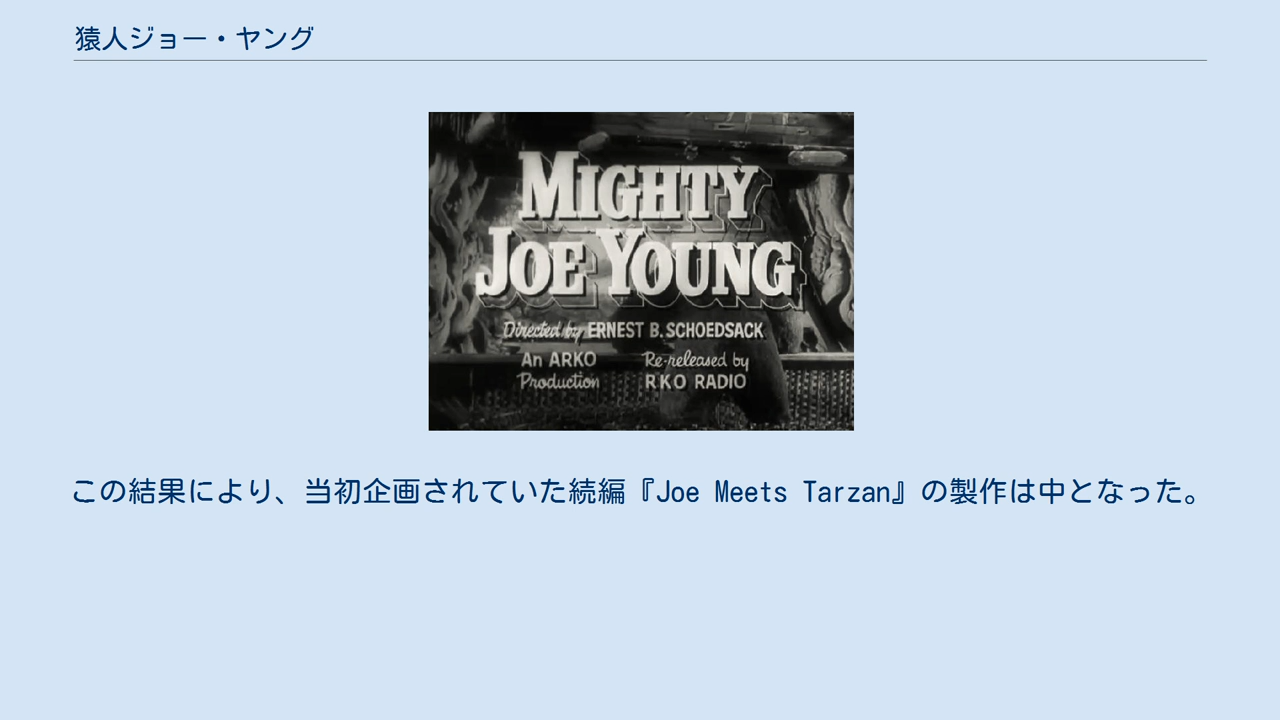 猿人ジョー・ヤング
MIGHTY
JOE YOUNG
Directed by ERNEST B. SCHOEDSACK
An ARKO Re-released by
Production RKO RADIO
この結果により、当初企画されていた続編『Joe Meets Tarzan』の製作は中となった。